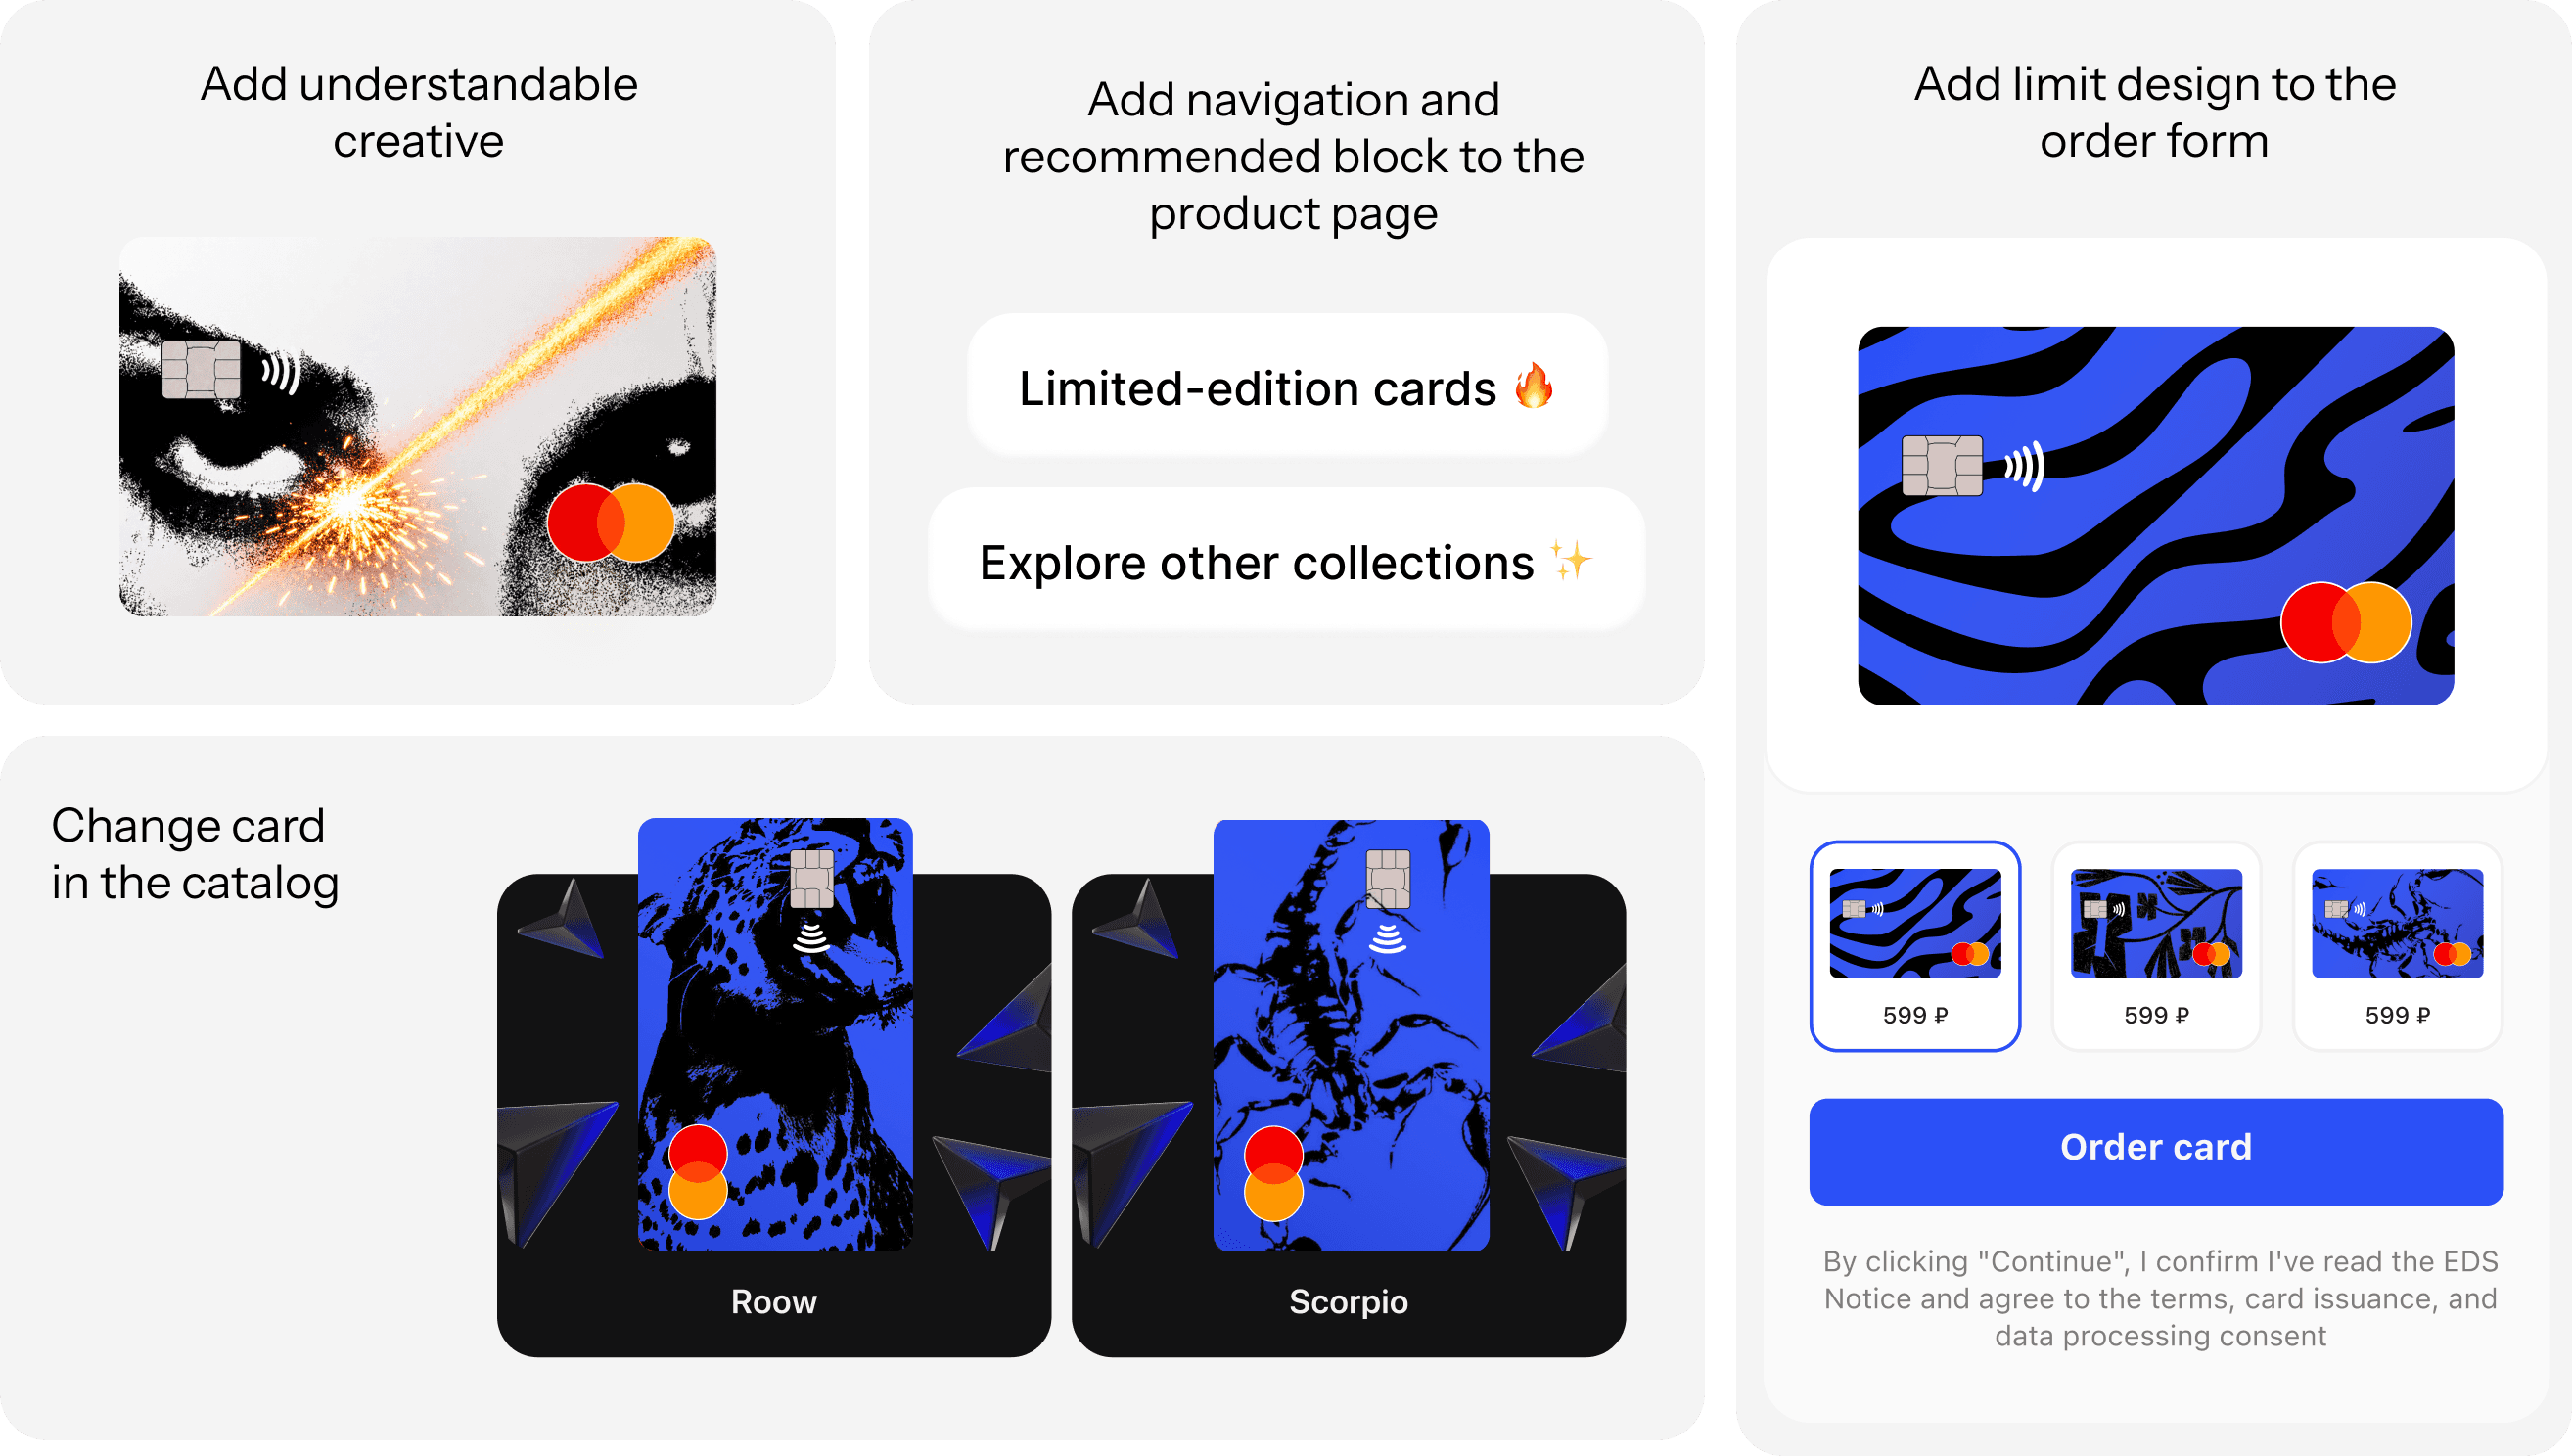 Add understandable
creative
Add navigation and
recommended block to the
product page
Limited-edition cards 🔥
Explore other collections ✨
Add limit design to the
order form
599 ₽
599 ₽
599 ₽
Order card
By clicking "Continue", I confirm I've read the EDS
Notice and agree to the terms, card issuance, and
data processing consent
Change card
in the catalog
Roow
Scorpio